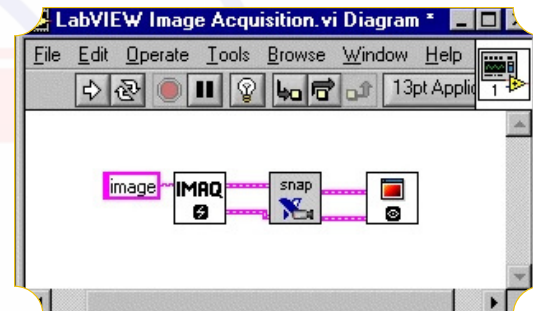 LabVIEW Image Acquisition.vi Diagram *
File Edit Operate Tools Browse Window Help
13pt Applic
1
image IMAQ snap